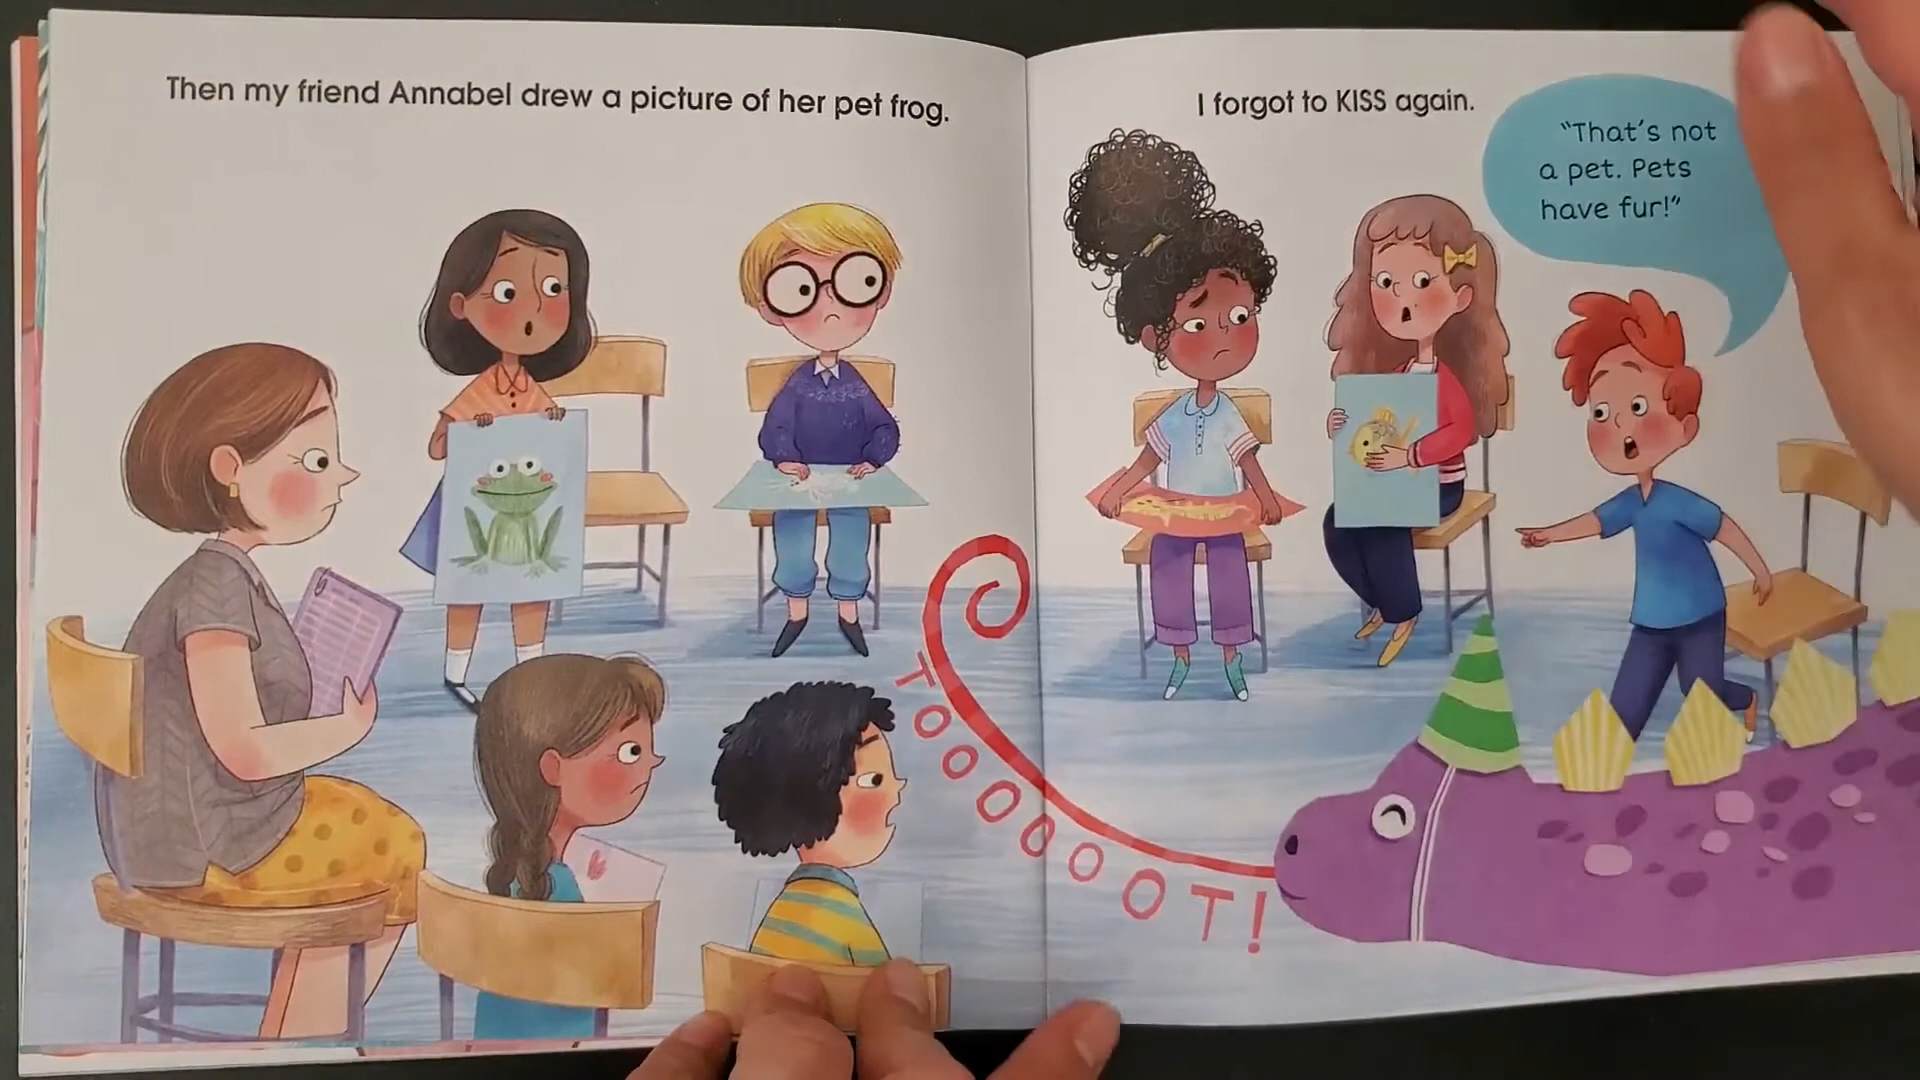 Then my friend Annabel drew a picture of her pet frog.
I forgot to KISS again.
"That's not
a pet. Pets
have fur!"
TOOOOOOT!